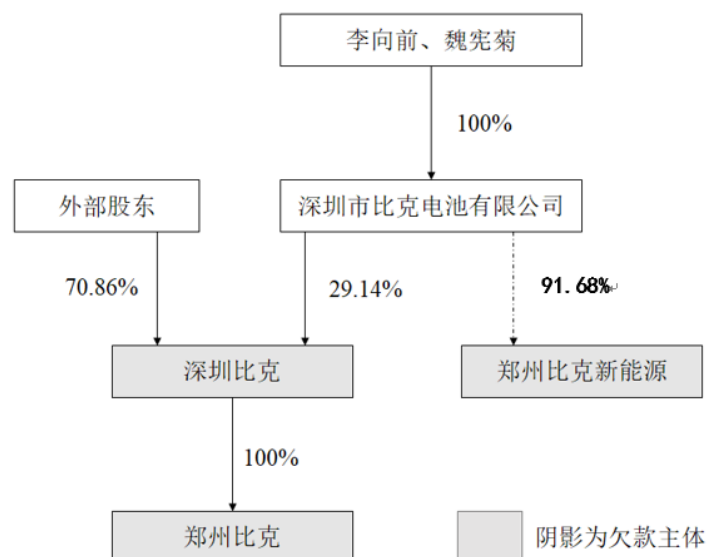 李向前、魏宪菊
100%
外部股东
深圳市比克电池有限公司
70.86%
29.14%
91.68%
深圳比克
郑州比克新能源
100%
郑州比克
阴影为欠款主体